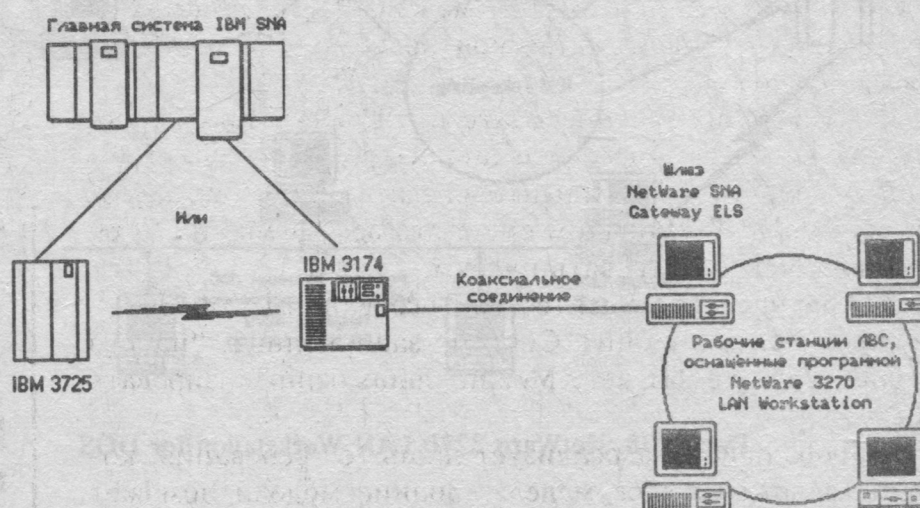 Главная система IBM SNA
Или
IBM 3174
IBM 3725
Коаксиальное
соединение
Шлюз
NetWare SNA
Gateway ELS
Рабочие станции ЛВС,
оснащённые программой
NetWare 3270
LAN Workstation